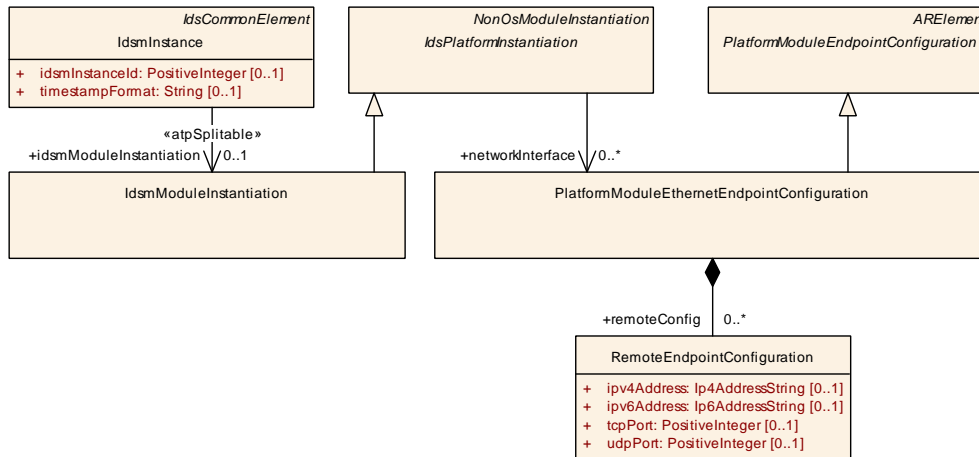 IdsCommonElement
IdsmInstance
+ idsmInstanceId: PositiveInteger [0..1]
+ timestampFormat: String [0..1]
NonOsModuleInstantiation
IdsPlatformInstantiation
ARElement
PlatformModuleEndpointConfiguration
«atpSplitable»
+idsmModuleInstantiation 0..1
+networkInterface 0..*
IdsmModuleInstantiation
PlatformModuleEthernetEndpointConfiguration
+remoteConfig 0..*
RemoteEndpointConfiguration
+ ipv4Address: Ip4AddressString [0..1]
+ ipv6Address: Ip6AddressString [0..1]
+ tcpPort: PositiveInteger [0..1]
+ udpPort: PositiveInteger [0..1]